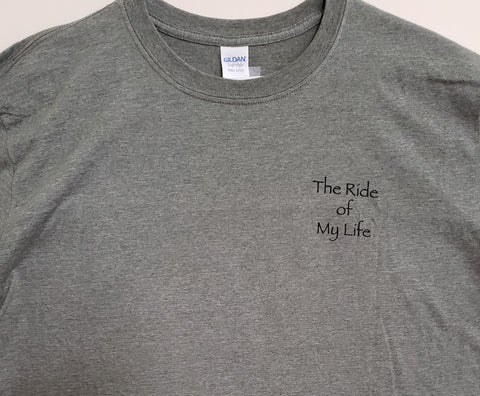 GILDAN
The Ride
of
My Life